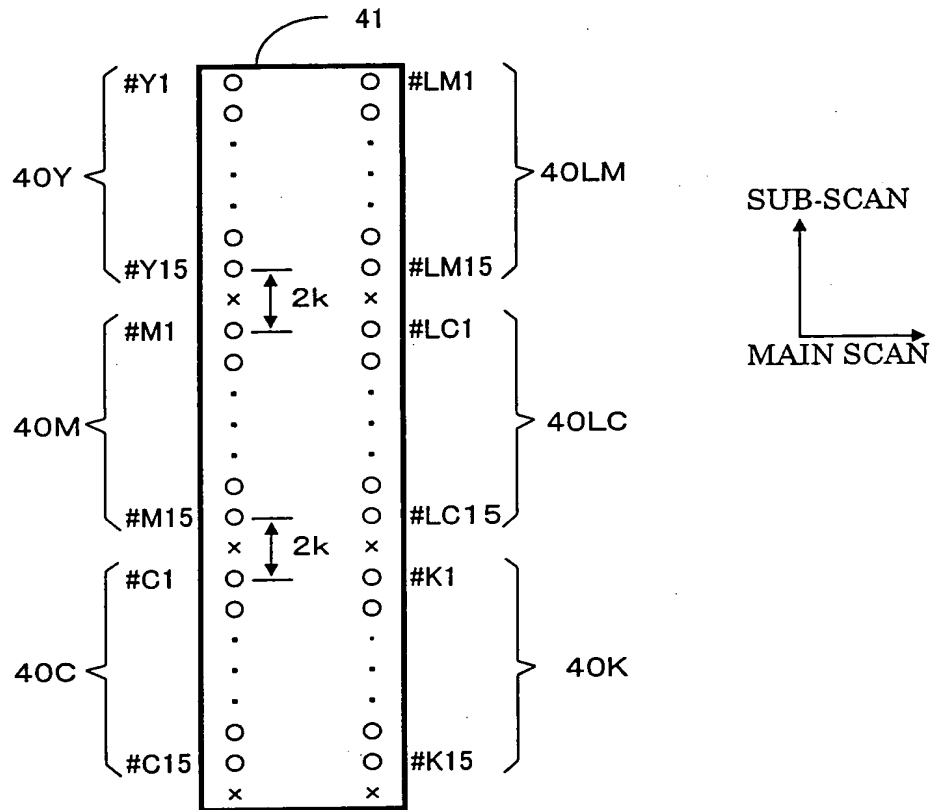 41
#Y1 #LM1
40Y 40LM
SUB-SCAN
#Y15 #LM15
× 2k ×
#M1 #LC1
MAIN SCAN
40M 40LC
#M15 #LC15
× 2k ×
#C1 #K1
40C 40K
#C15 #K15
× ×